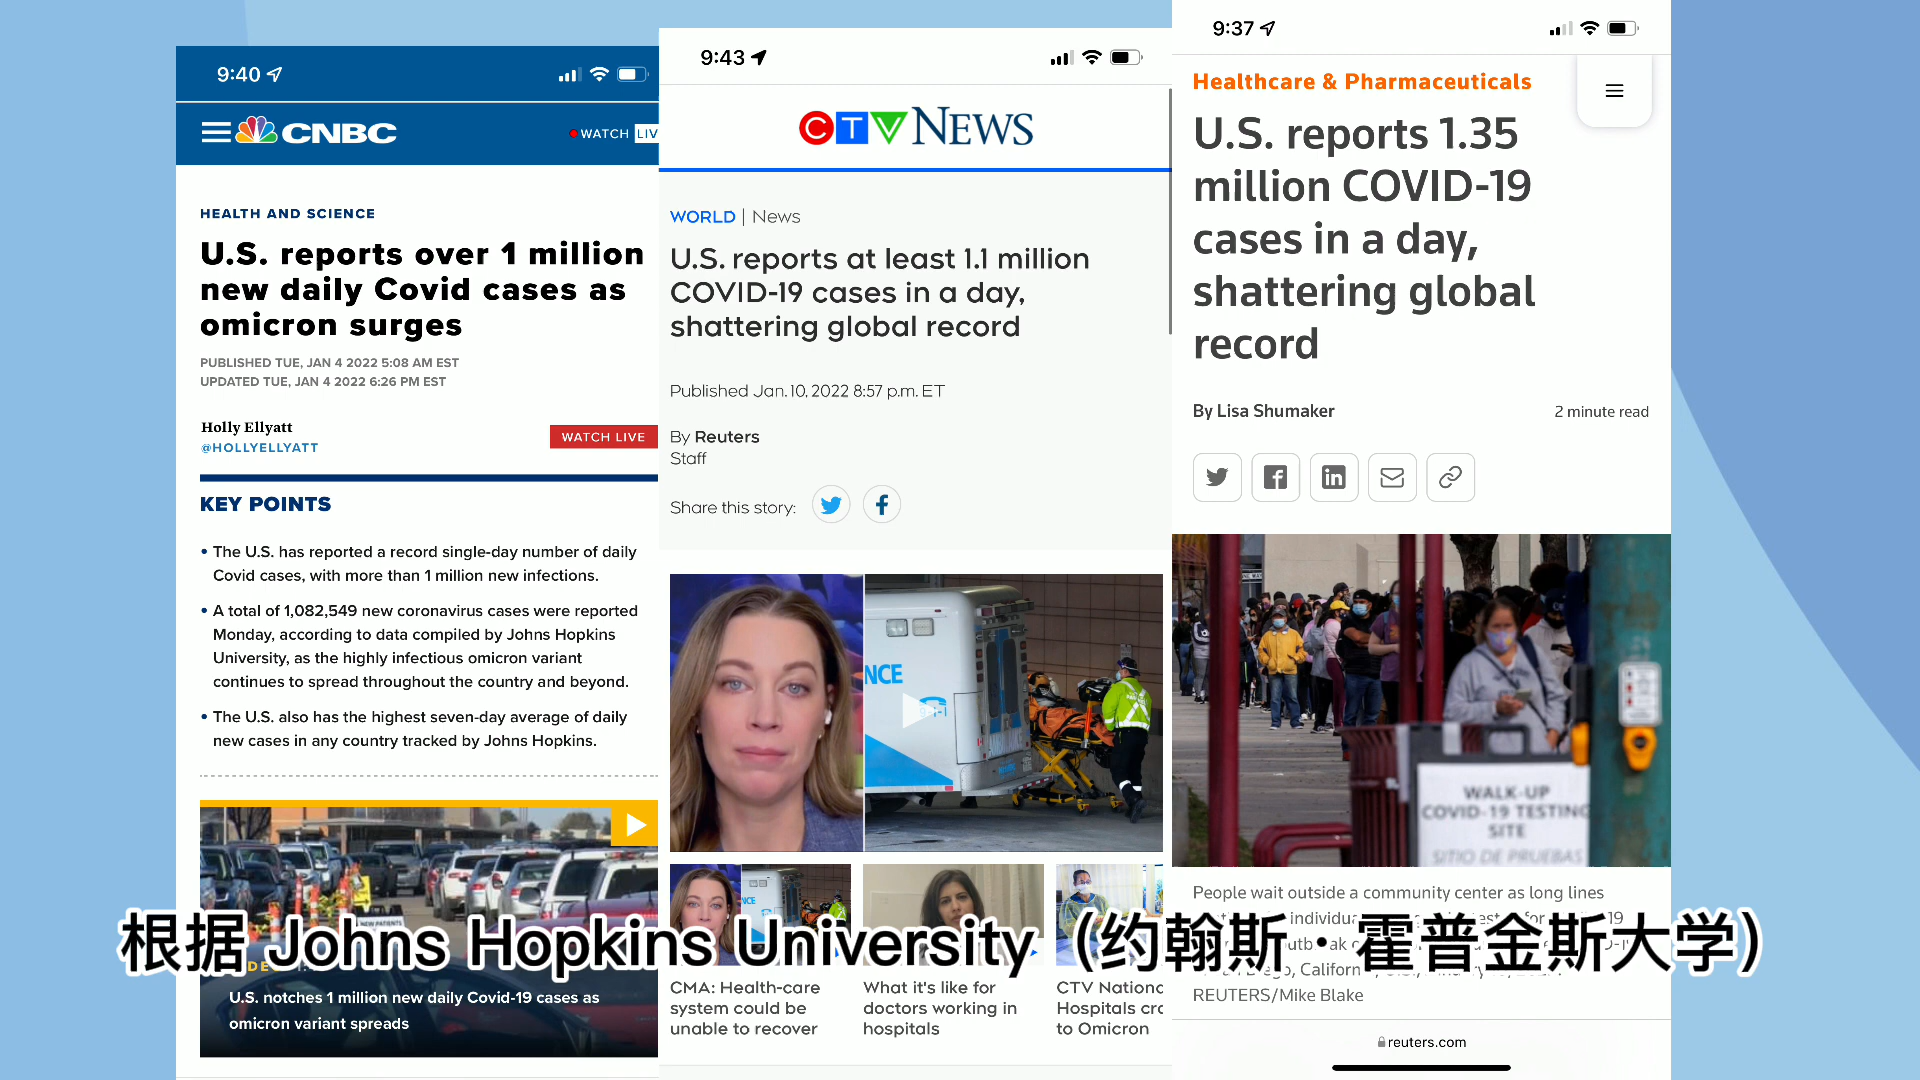 9:40
CNBC
WATCH LIV
HEALTH AND SCIENCE
U.S. reports over 1 million
new daily Covid cases as
omicron surges
PUBLISHED TUE, JAN 4 2022 5:08 AM EST
UPDATED TUE, JAN 4 2022 6:26 PM EST
Holly Ellyatt
@HOLLYELLYATT
WATCH LIVE
KEY POINTS
• The U.S. has reported a record single-day number of daily
Covid cases, with more than 1 million new infections.
• A total of 1,082,549 new coronavirus cases were reported
Monday, according to data compiled by Johns Hopkins
University, as the highly infectious omicron variant
continues to spread throughout the country and beyond.
• The U.S. also has the highest seven-day average of daily
new cases in any country tracked by Johns Hopkins.
NEW PATIENTS
U.S. notches 1 million new daily Covid-19 cases as
omicron variant spreads
9:43
CTV NEWS
WORLD | News
U.S. reports at least 1.1 million
COVID-19 cases in a day,
shattering global record
Published Jan. 10, 2022 8:57 p.m. ET
By Reuters
Staff
Share this story:
NCE
CMA: Health-care
system could be
unable to recover
What it's like for
doctors working in
hospitals
CTV Nationa
Hospitals cro
to Omicron
9:37
Healthcare & Pharmaceuticals
U.S. reports 1.35
million COVID-19
cases in a day,
shattering global
record
By Lisa Shumaker
2 minute read
WALK-UP
COVID-19 TESTING
SITE
SITIO DE PRUEBAS
People wait outside a community center as long lines
REUTERS/Mike Blake
reuters.com
根据 Johns Hopkins University（约翰斯·霍普金斯大学）